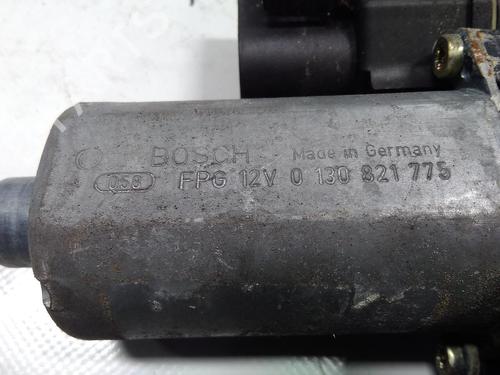 BOSCH Made in Germany
058 FPG 12V 0 130 821 775